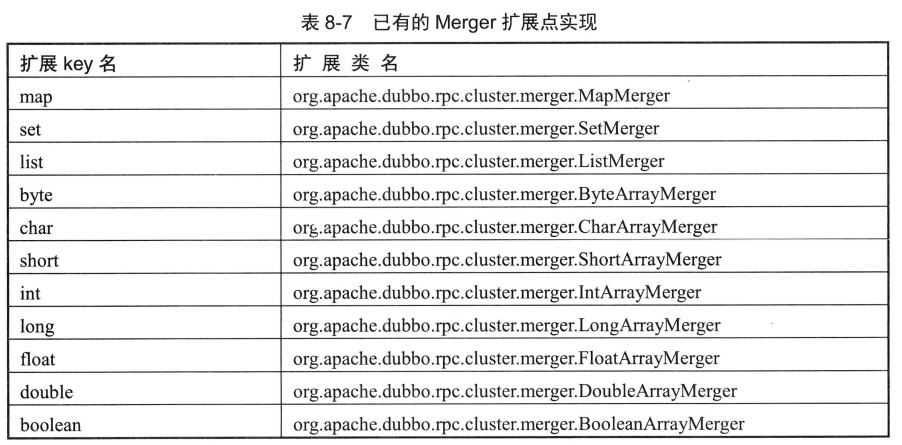 表 8-7 已有的 Merger 扩展点实现
扩展 key 名 扩 展 类 名
map org.apache.dubbo.rpc.cluster.merger.MapMerger
set org.apache.dubbo.rpc.cluster.merger.SetMerger
list org.apache.dubbo.rpc.cluster.merger.ListMerger
byte org.apache.dubbo.rpc.cluster.merger.ByteArrayMerger
char org.apache.dubbo.rpc.cluster.merger.CharArrayMerger
short org.apache.dubbo.rpc.cluster.merger.ShortArrayMerger
int org.apache.dubbo.rpc.cluster.merger.IntArrayMerger
long org.apache.dubbo.rpc.cluster.merger.LongArrayMerger
float org.apache.dubbo.rpc.cluster.merger.FloatArrayMerger
double org.apache.dubbo.rpc.cluster.merger.DoubleArrayMerger
boolean org.apache.dubbo.rpc.cluster.merger.BooleanArrayMerger